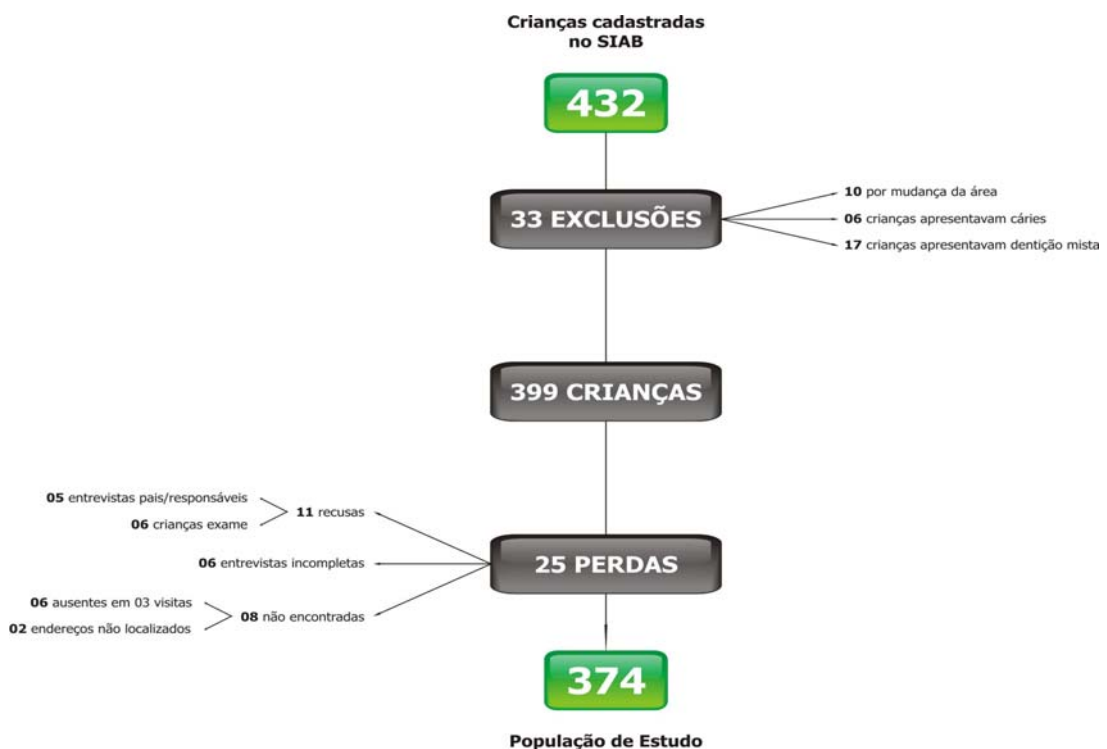 Crianças cadastradas
no SIAB
432
33 EXCLUSÕES
10 por mudança da área
06 crianças apresentavam cáries
17 crianças apresentavam dentição mista
399 CRIANÇAS
05 entrevistas pais/responsáveis
06 crianças exame
11 recusas
06 entrevistas incompletas
25 PERDAS
06 ausentes em 03 visitas
02 endereços não localizados
08 não encontradas
374
População de Estudo